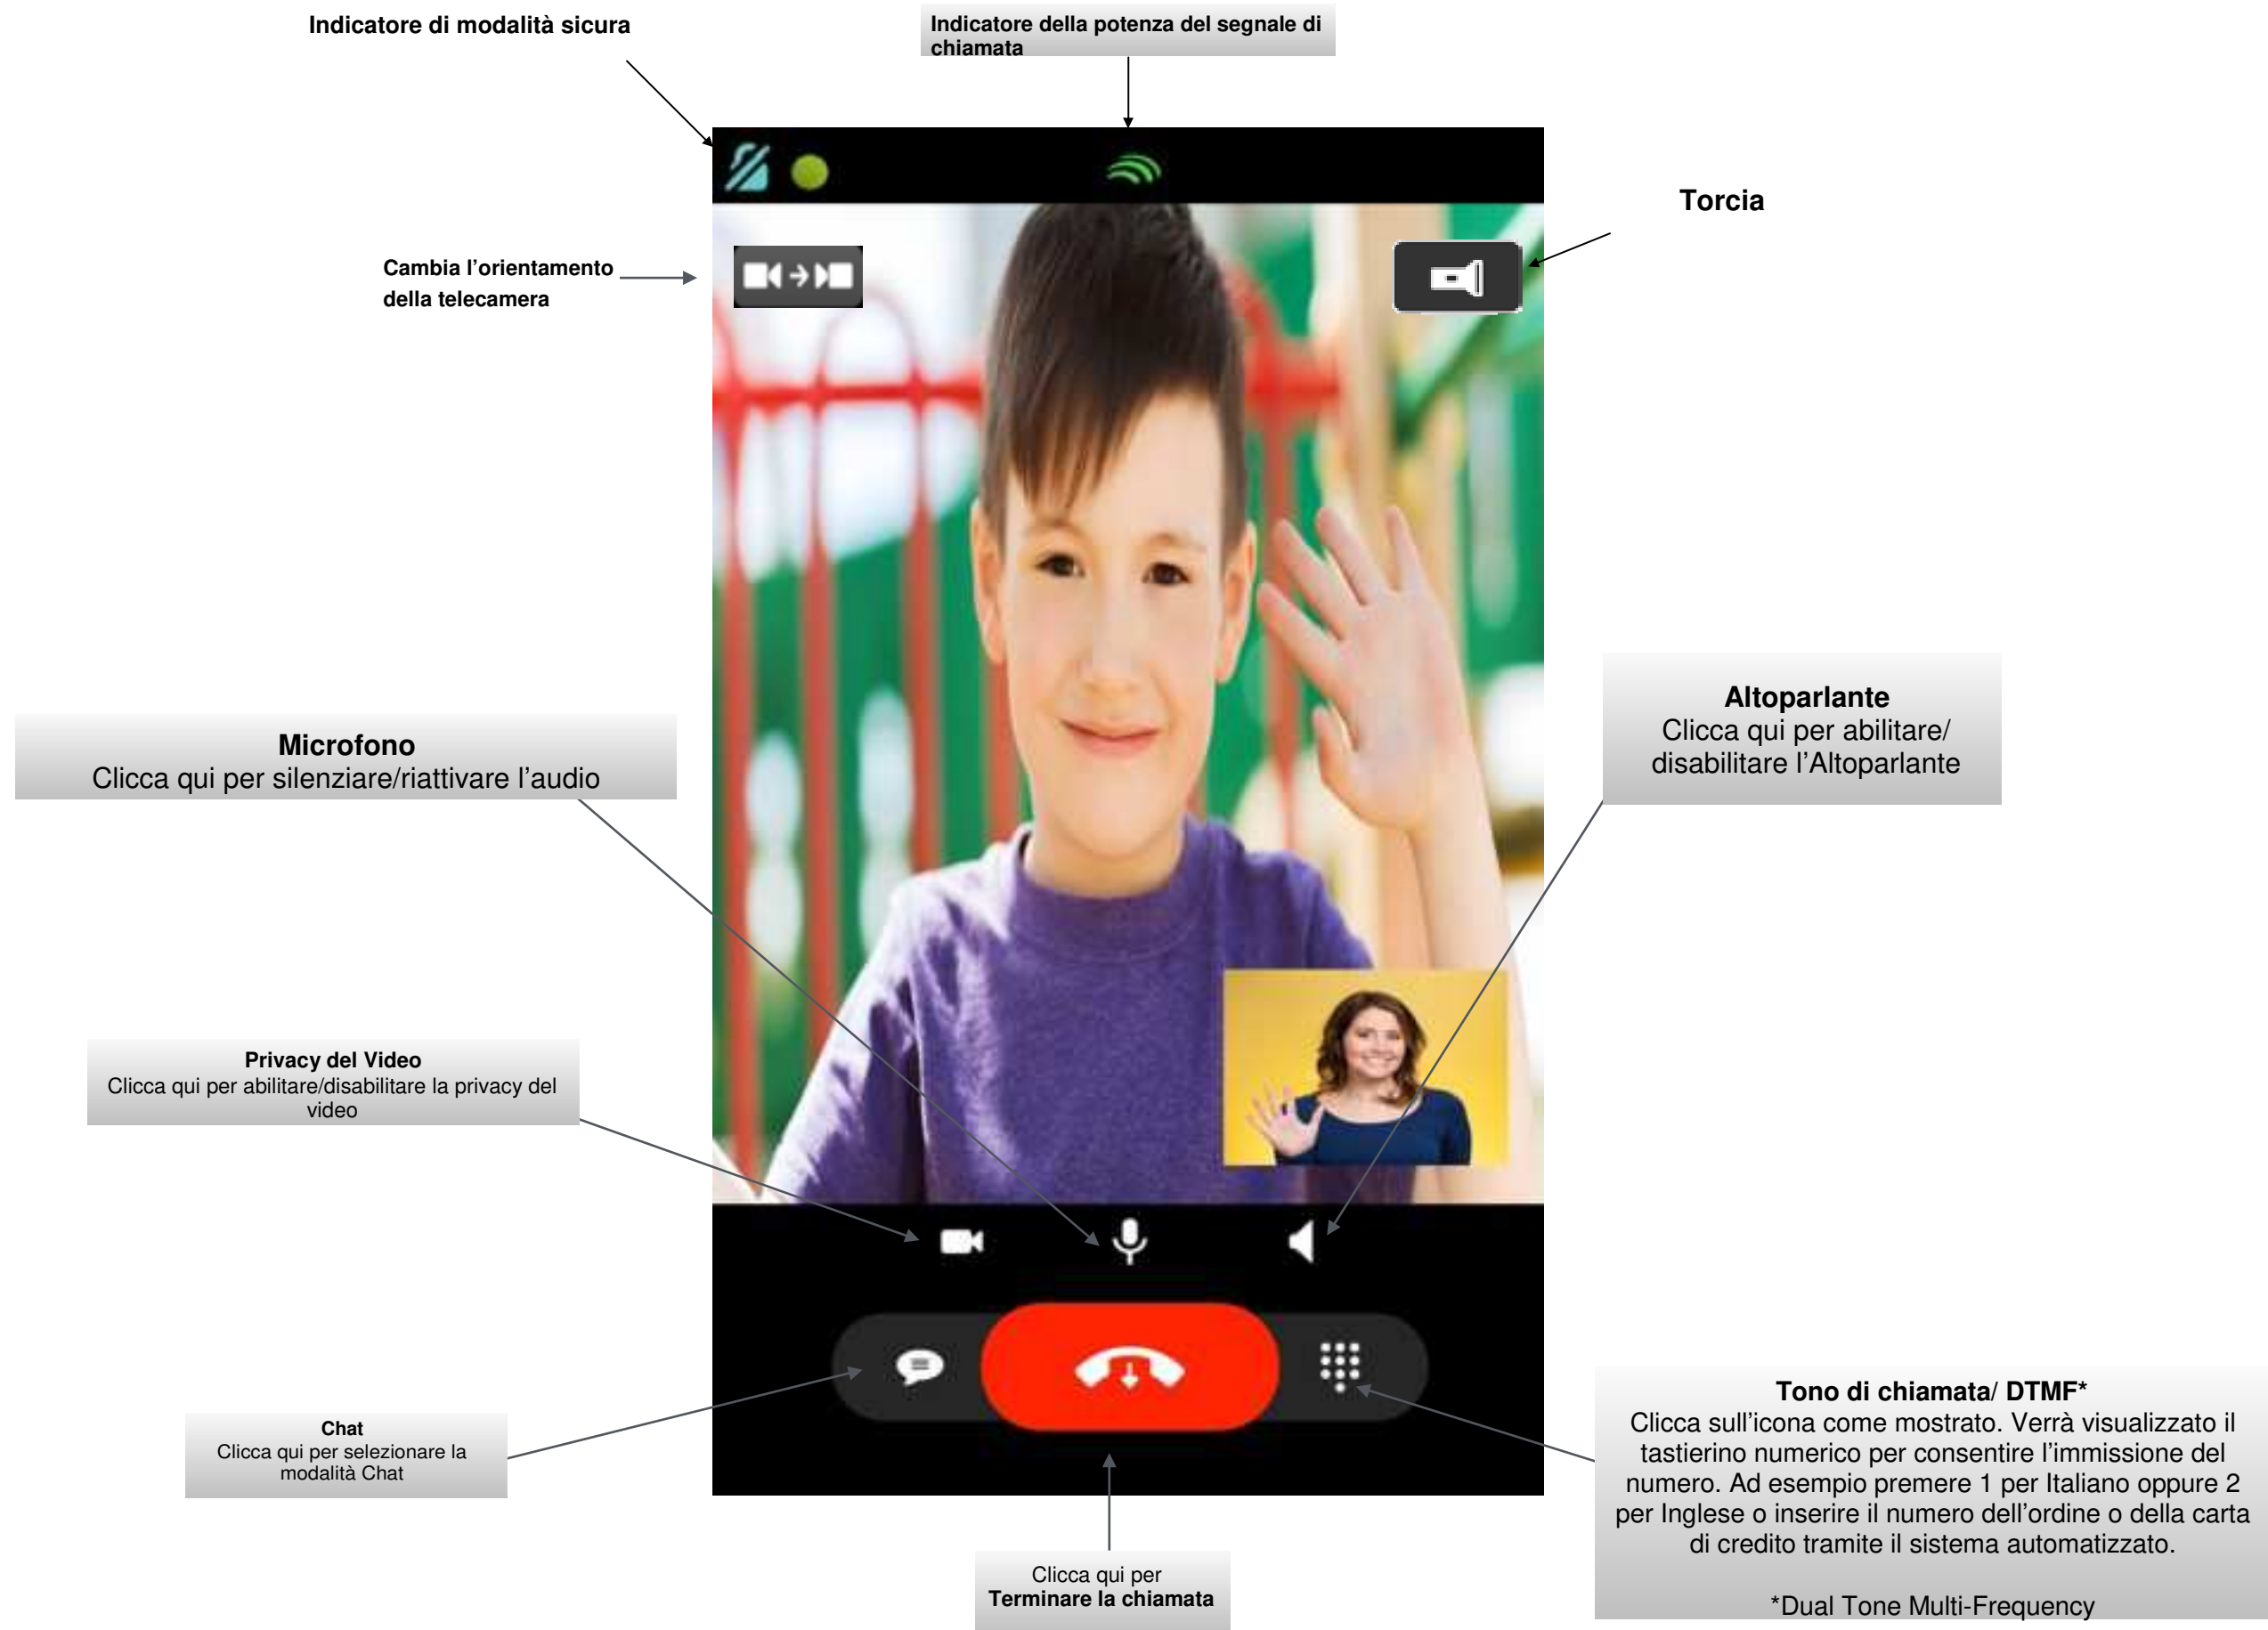 Indicatore di modalità sicura
Indicatore della potenza del segnale di
chiamata
Torcia
Cambia l’orientamento
della telecamera
Altoparlante
Clicca qui per abilitare/
disabilitare l’Altoparlante
Microfono
Clicca qui per silenziare/riattivare l’audio
Privacy del Video
Clicca qui per abilitare/disabilitare la privacy del
video
Chat
Clicca qui per selezionare la
modalità Chat
Tono di chiamata/ DTMF*
Clicca sull’icona come mostrato. Verrà visualizzato il
tastierino numerico per consentire l’immissione del
numero. Ad esempio premere 1 per Italiano oppure 2
per Inglese o inserire il numero dell’ordine o della carta
di credito tramite il sistema automatizzato.
*Dual Tone Multi-Frequency
Clicca qui per
Terminare la chiamata